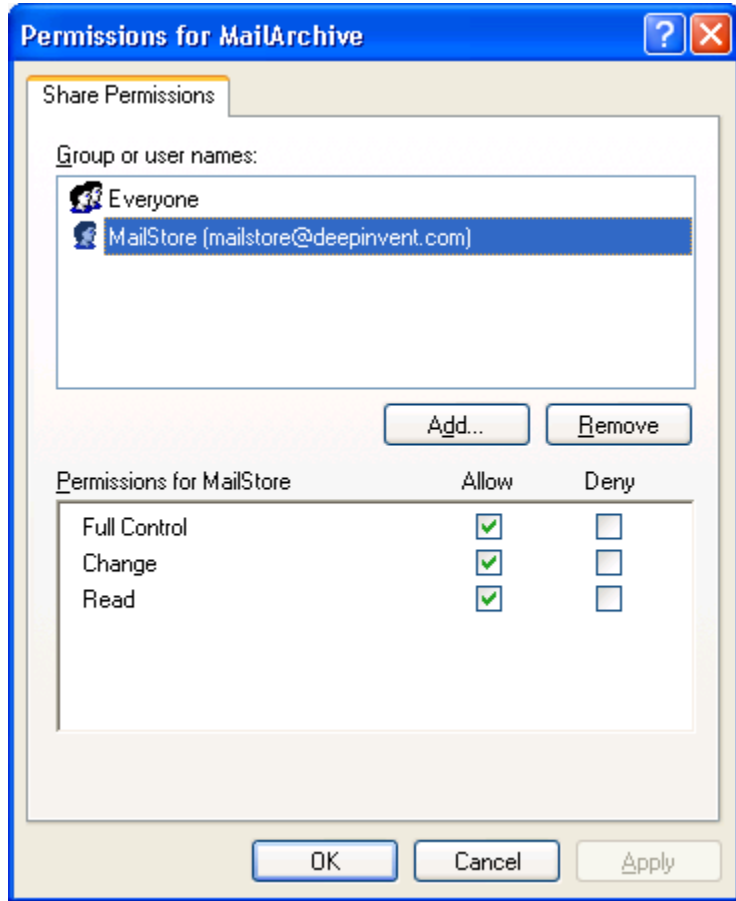 Permissions for MailArchive
Share Permissions
Group or user names:
Everyone
MailStore (mailstore@deepinvent.com)
Add... Remove
Permissions for MailStore Allow Deny
Full Control
Change
Read
OK Cancel Apply